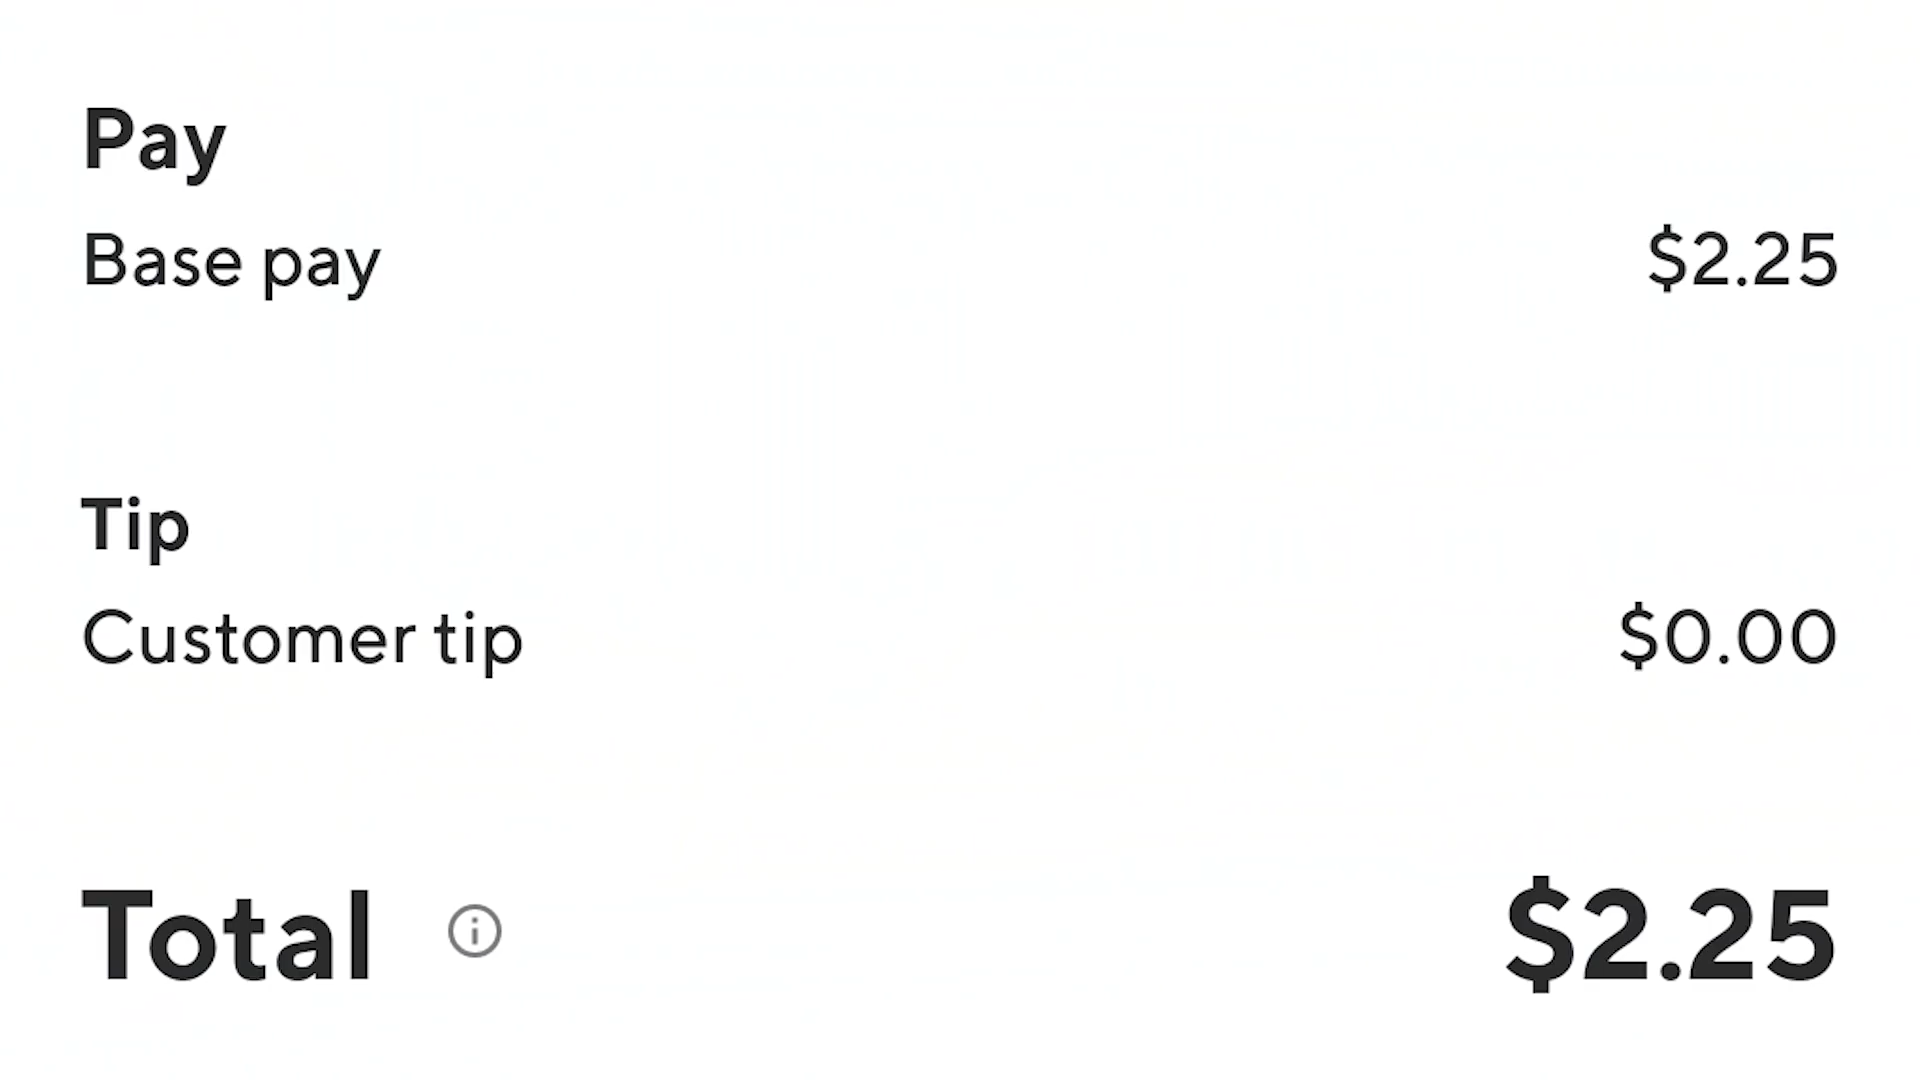 Pay
Base pay $2.25
Tip
Customer tip $0.00
Total $2.25